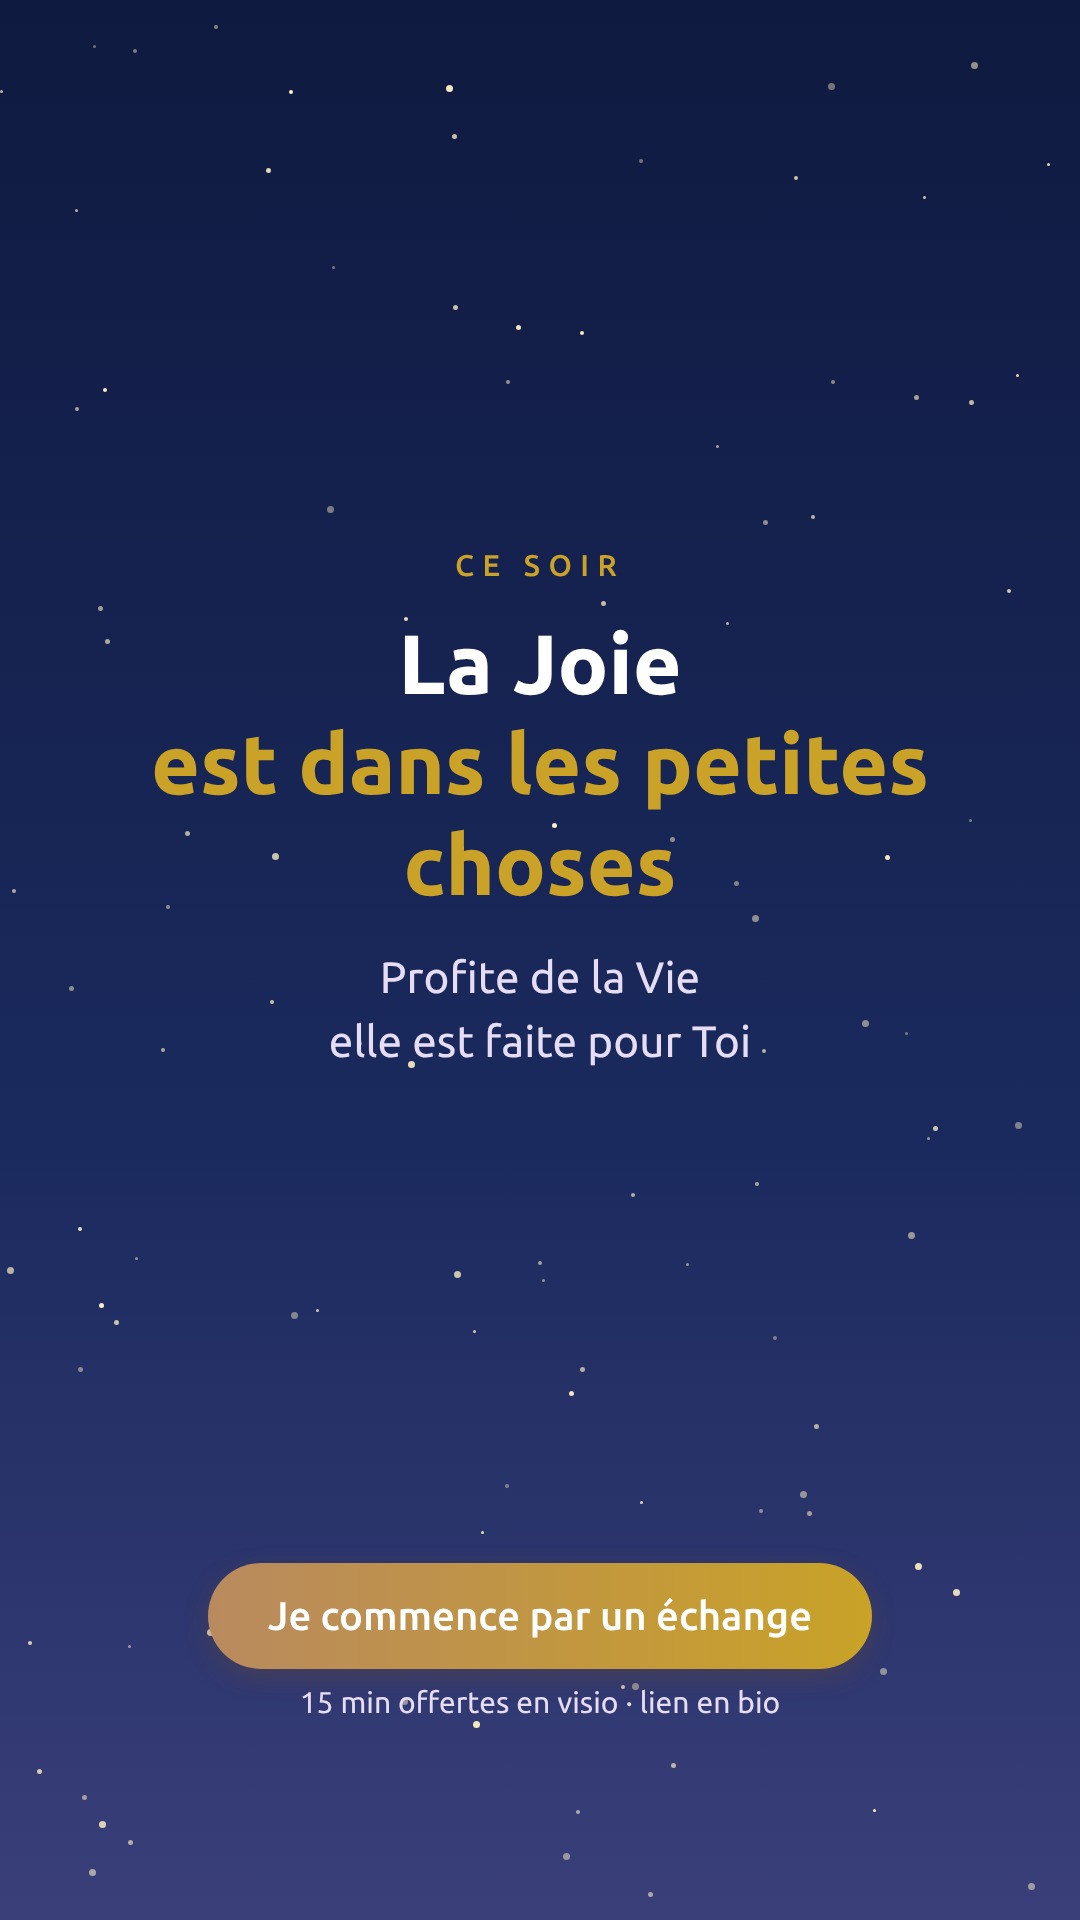 CE SOIR
La Joie
est dans les petites
choses
Profite de la Vie
elle est faite pour Toi
Je commence par un échange
15 min offertes en visio · lien en bio